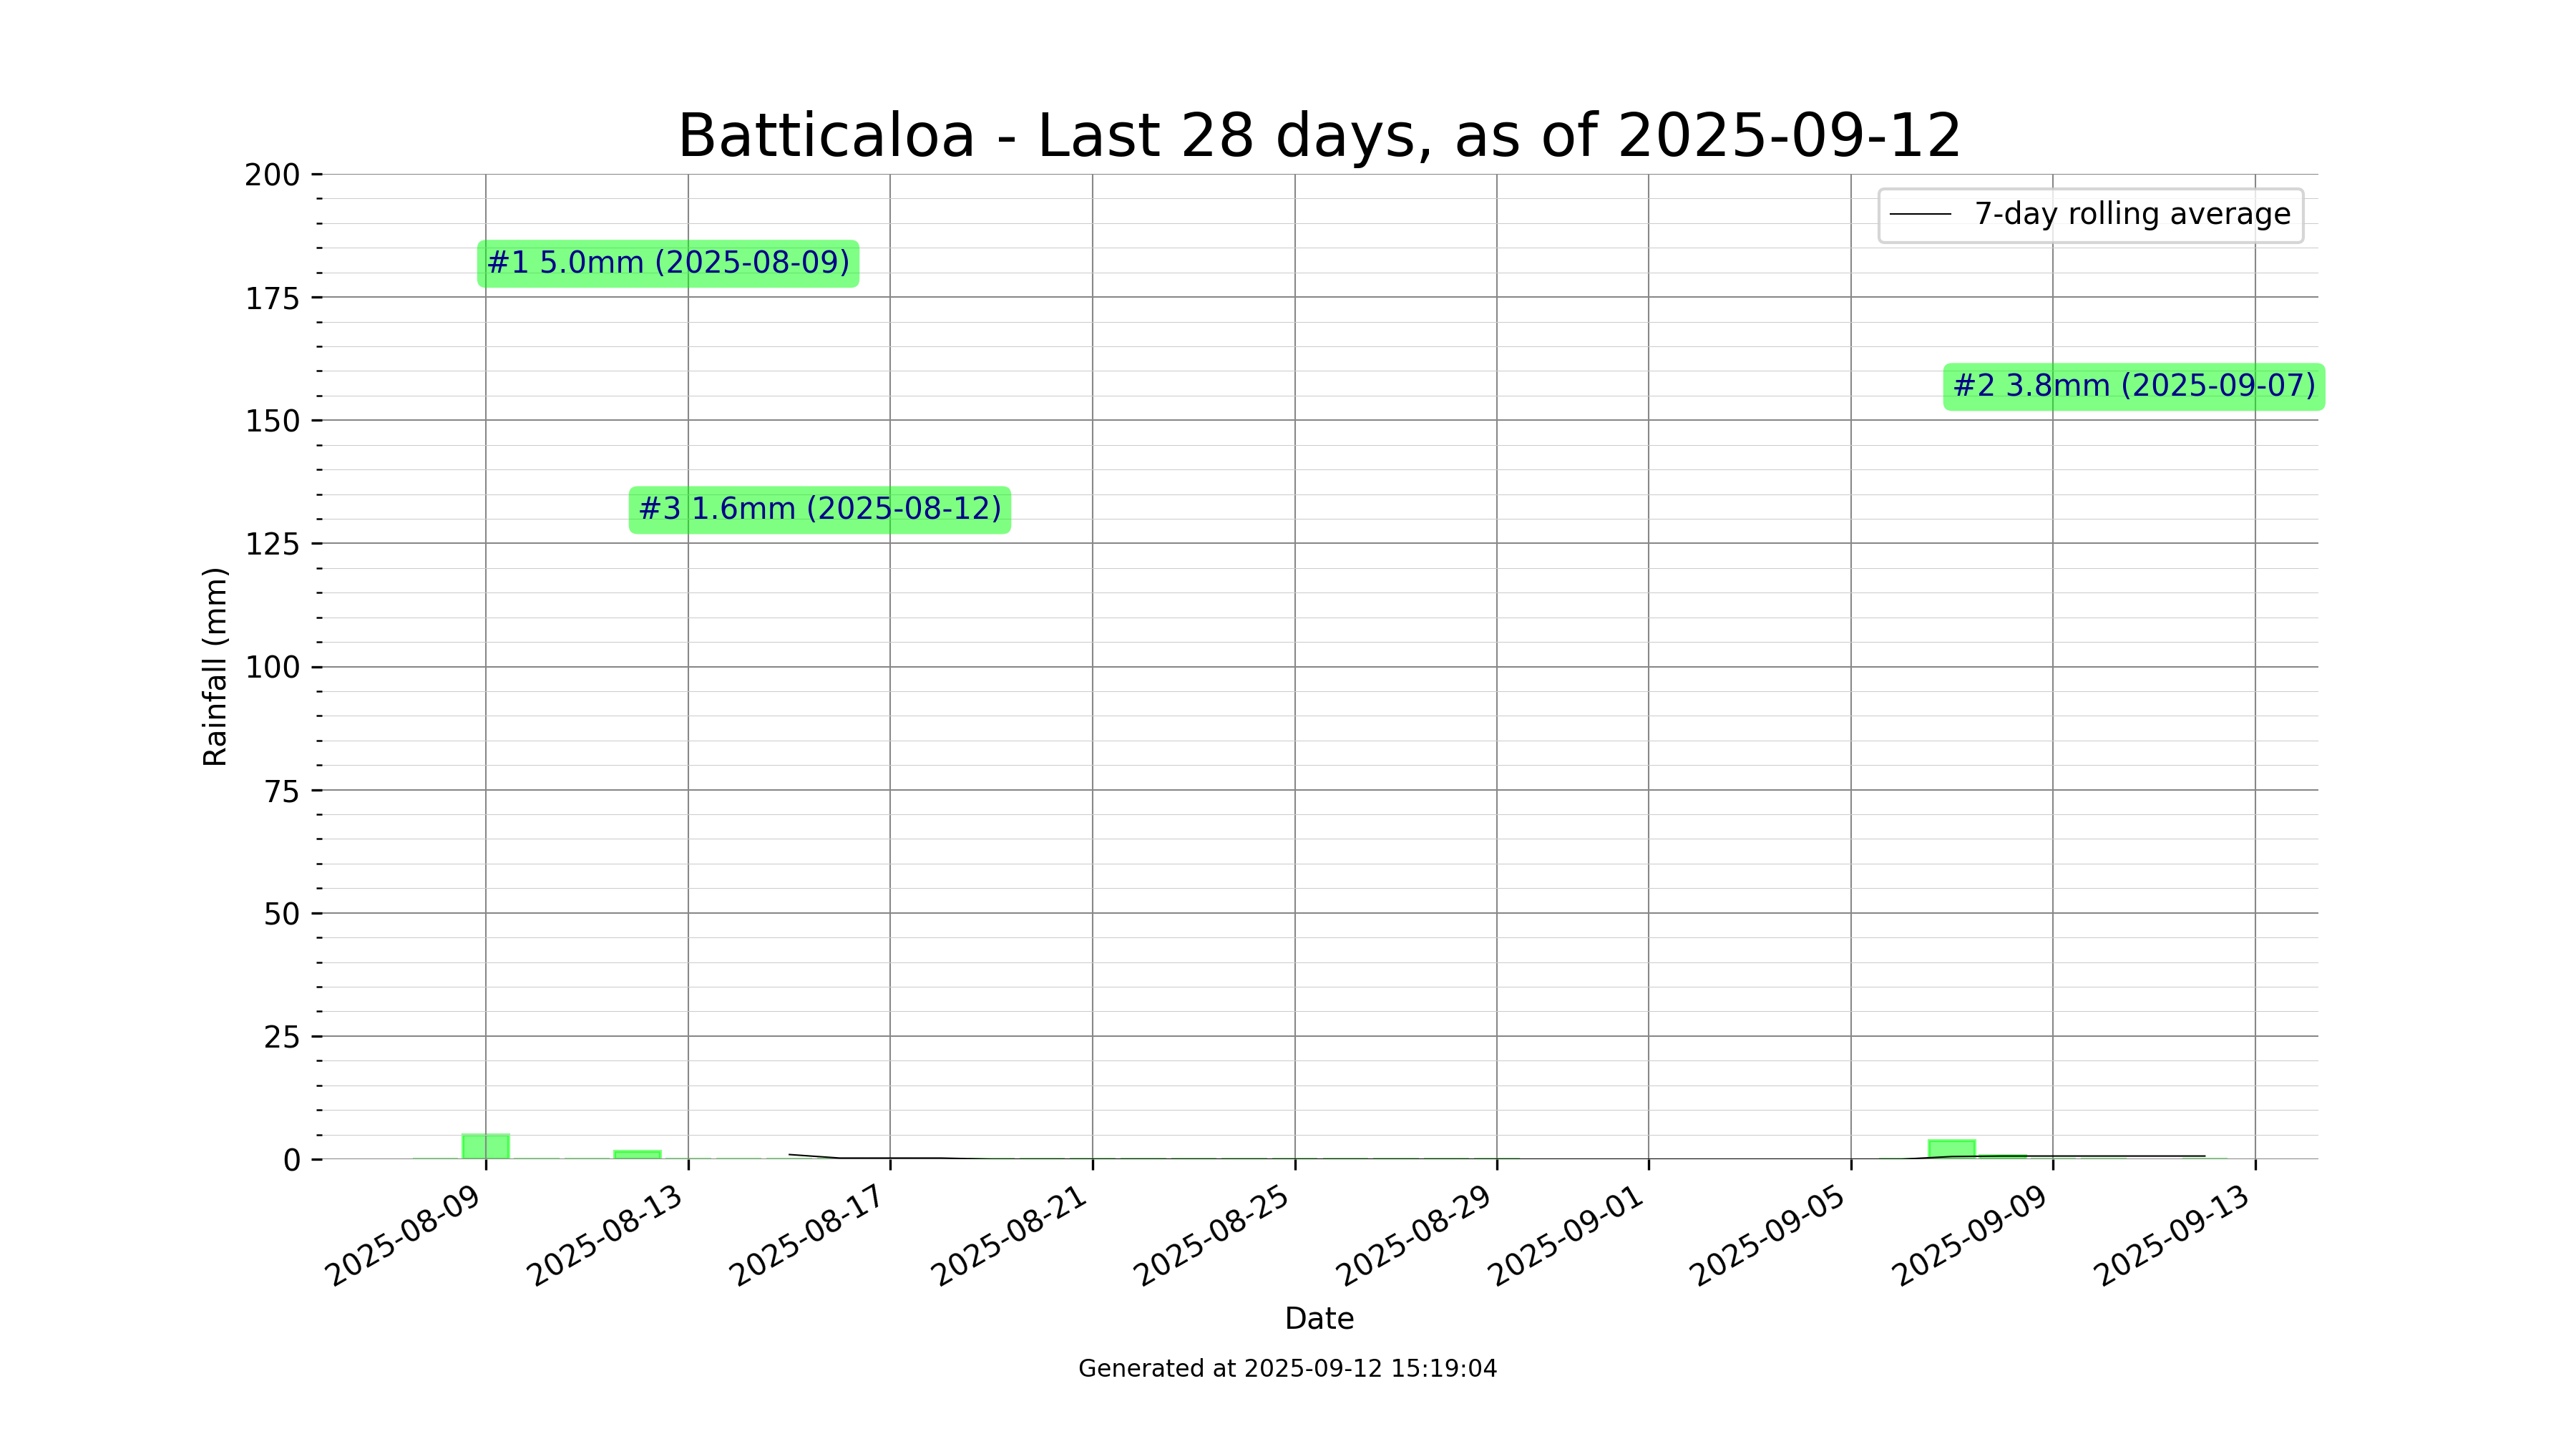 Batticaloa - Last 28 days, as of 2025-09-12
200
175
150
125
100
75
50
25
0
Rainfall (mm)
7-day rolling average
#1 5.0mm (2025-08-09)
#2 3.8mm (2025-09-07)
#3 1.6mm (2025-08-12)
2025-08-09
2025-08-13
2025-08-17
2025-08-21
2025-08-25
2025-08-29
2025-09-01
2025-09-05
2025-09-09
2025-09-13
Date
Generated at 2025-09-12 15:19:04